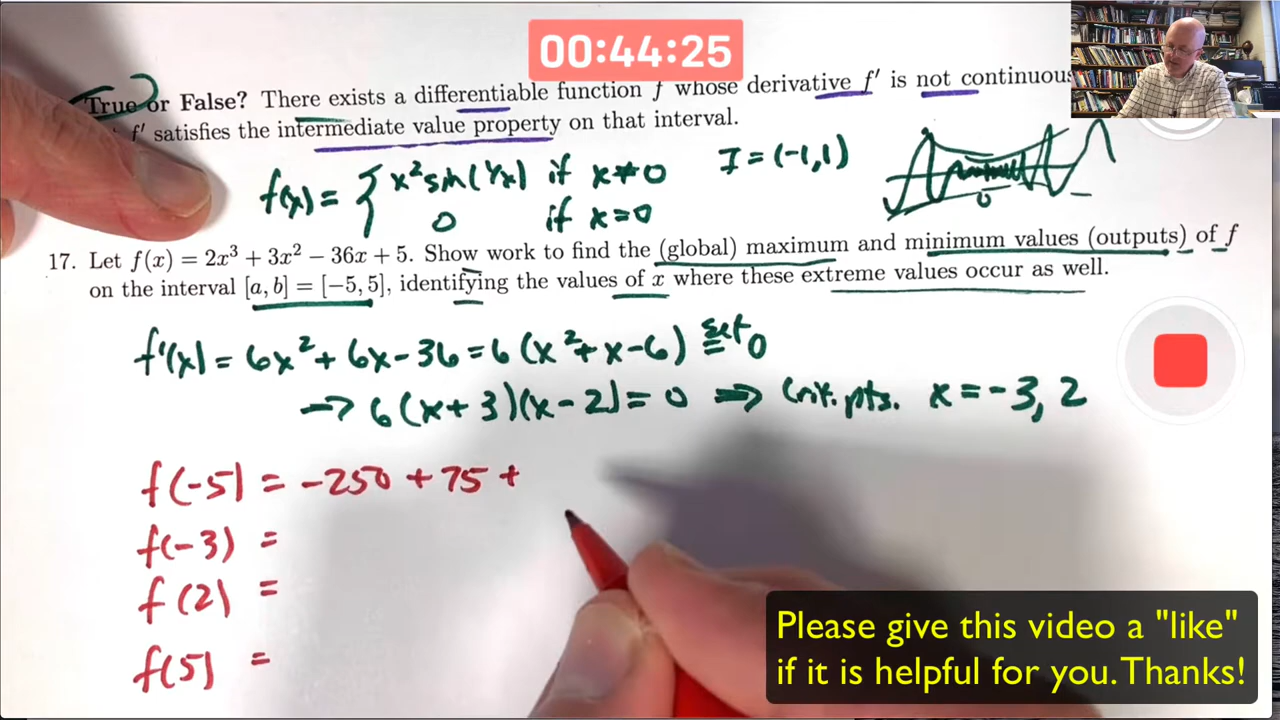 00:44:25
True or False? There exists a differentiable function f whose derivative f' is not continuous
f' satisfies the intermediate value property on that interval.
f(x) = { x² sin(1/x) if x ≠ 0
0 if x = 0
I = (-1,1)
0
17. Let f(x) = 2x³ + 3x² − 36x + 5. Show work to find the (global) maximum and minimum values (outputs) of f
on the interval [a, b] = [−5, 5], identifying the values of x where these extreme values occur as well.
f'(x) = 6x² + 6x − 36 = 6(x² + x − 6) set = 0
→ 6(x + 3)(x − 2) = 0 ⇒ Crit. pts. x = −3, 2
f(−5) = −250 + 75 +
f(−3) =
f(2) =
f(5) =
Please give this video a "like"
if it is helpful for you. Thanks!